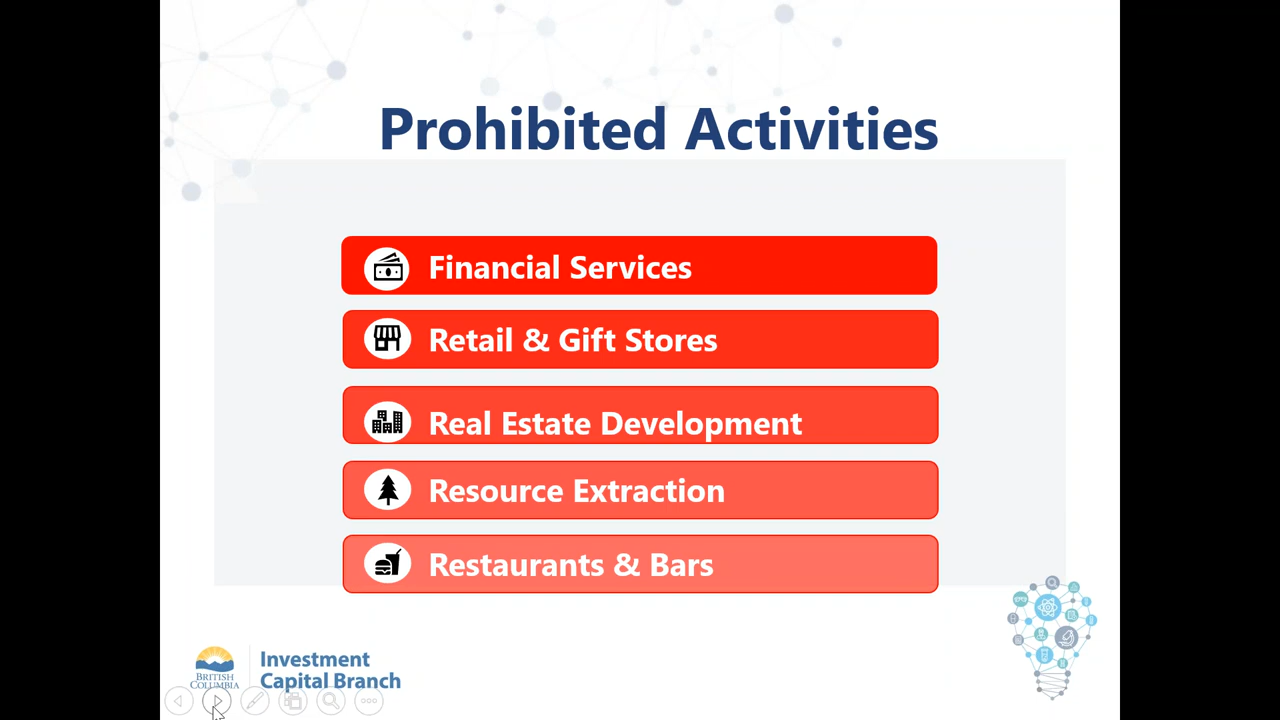 Prohibited Activities
Financial Services
Retail & Gift Stores
Real Estate Development
Resource Extraction
Restaurants & Bars
BRITISH
COLUMBIA
Investment
Capital Branch